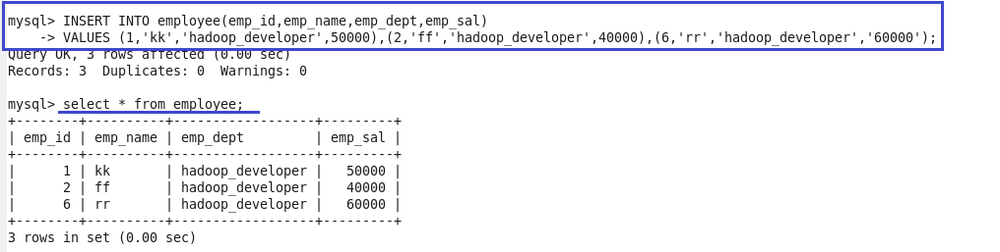 mysql> INSERT INTO employee(emp_id,emp_name,emp_dept,emp_sal)
    -> VALUES (1,'kk','hadoop_developer',50000),(2,'ff','hadoop_developer',40000),(6,'rr','hadoop_developer','60000');
Query OK, 3 rows affected (0.00 sec)
Records: 3  Duplicates: 0  Warnings: 0

mysql> select * from employee;
+--------+----------+------------------+---------+
| emp_id | emp_name | emp_dept         | emp_sal |
+--------+----------+------------------+---------+
|      1 | kk       | hadoop_developer |   50000 |
|      2 | ff       | hadoop_developer |   40000 |
|      6 | rr       | hadoop_developer |   60000 |
+--------+----------+------------------+---------+
3 rows in set (0.00 sec)